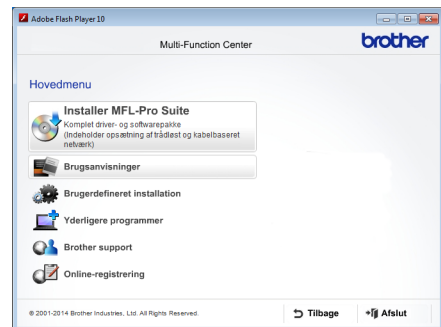 Adobe Flash Player 10
Multi-Function Center
brother
Hovedmenu
Installer MFL-Pro Suite
Komplet driver- og softwarepakke
(Indeholder opsætning af trådløst og kabelbaseret
netværk)
Brugsanvisninger
Brugerdefineret installation
Yderligere programmer
Brother support
Online-registrering
© 2001-2014 Brother Industries, Ltd. All Rights Reserved.
Tilbage
Afslut